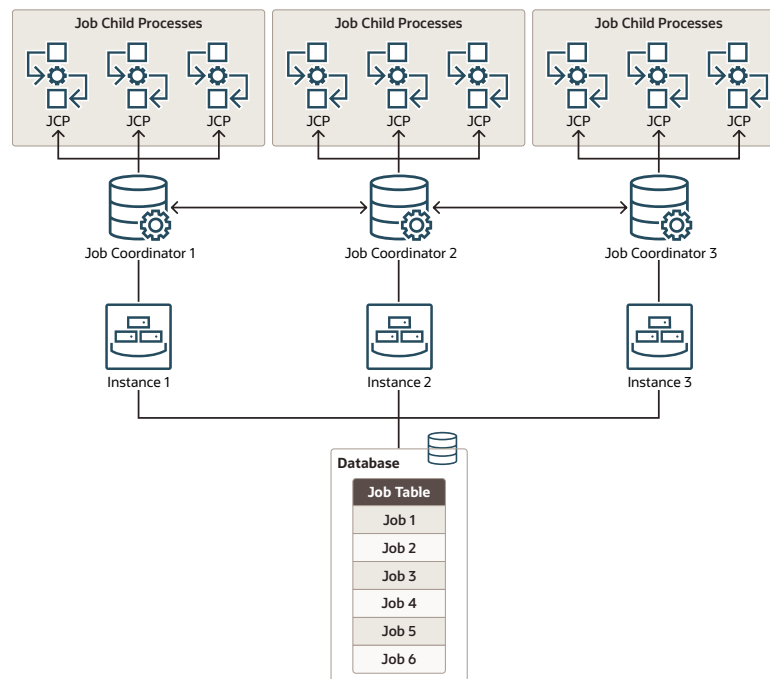 Job Child Processes
Job Child Processes
Job Child Processes
JCP
JCP
JCP
JCP
JCP
JCP
JCP
JCP
JCP
Job Coordinator 1
Job Coordinator 2
Job Coordinator 3
Instance 1
Instance 2
Instance 3
Database
Job Table
Job 1
Job 2
Job 3
Job 4
Job 5
Job 6